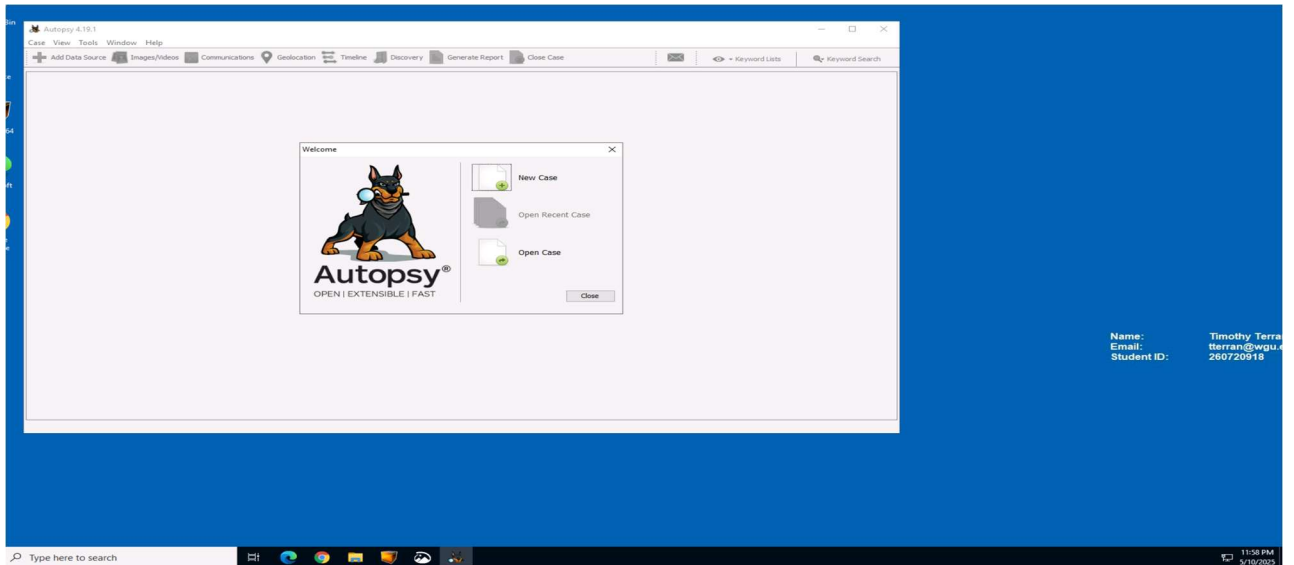 Autopsy 4.19.1
Case View Tools Window Help
Add Data Source Images/Videos Communications Geolocation Timeline Discovery Generate Report Close Case Keyword Lists Keyword Search
Welcome
New Case
Open Recent Case
Open Case
Autopsy®
OPEN | EXTENSIBLE | FAST
Close
Name: Timothy Terra
Email: tterran@wgu.e
Student ID: 260720918
Type here to search
11:58 PM
5/10/2025